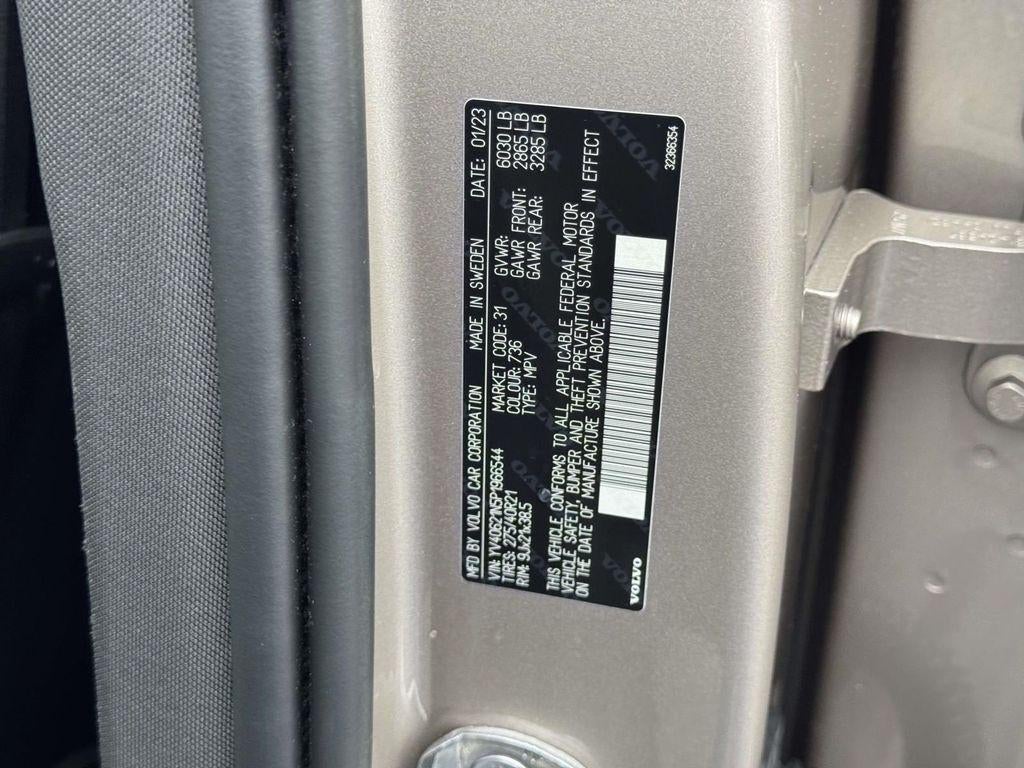 MFD BY VOLVO CAR CORPORATION MADE IN SWEDEN DATE: 01/23
VIN: YV40621N5P1966544 MARKET CODE: 31 GVWR: 6030 LB
TIRES: 275/40R21 COLOUR: 736 GAWR FRONT: 2865 LB
RIM: 9Jx21x38.5 TYPE: MPV GAWR REAR: 3285 LB
THIS VEHICLE CONFORMS TO ALL APPLICABLE FEDERAL MOTOR
VEHICLE SAFETY, BUMPER AND THEFT PREVENTION STANDARDS IN EFFECT
ON THE DATE OF MANUFACTURE SHOWN ABOVE.
VOLVO 32366354